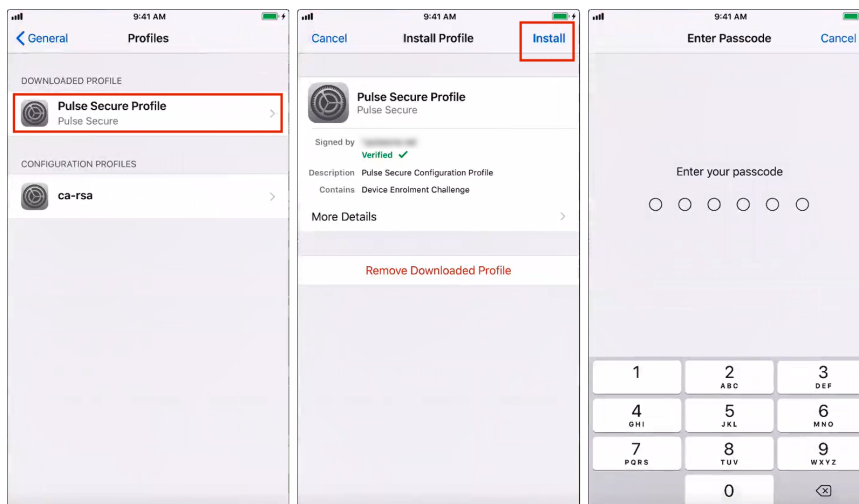 9:41 AM
General
Profiles
DOWNLOADED PROFILE
Pulse Secure Profile
Pulse Secure
CONFIGURATION PROFILES
ca-rsa
9:41 AM
Cancel
Install Profile
Install
Pulse Secure Profile
Pulse Secure
Signed by
Verified
Description Pulse Secure Configuration Profile
Contains Device Enrolment Challenge
More Details
Remove Downloaded Profile
9:41 AM
Enter Passcode
Cancel
Enter your passcode
1 2 3
ABC DEF
4 5 6
GHI JKL MNO
7 8 9
PQRS TUV WXYZ
0